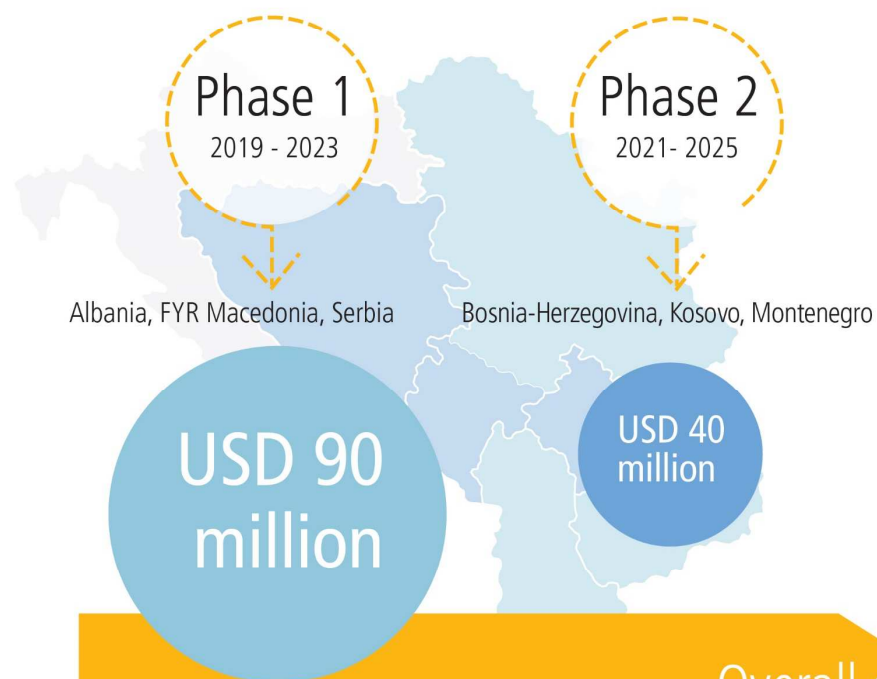 Phase 1
2019 - 2023
Phase 2
2021- 2025
Albania, FYR Macedonia, Serbia
Bosnia-Herzegovina, Kosovo, Montenegro
USD 90
million
USD 40
million
Overall